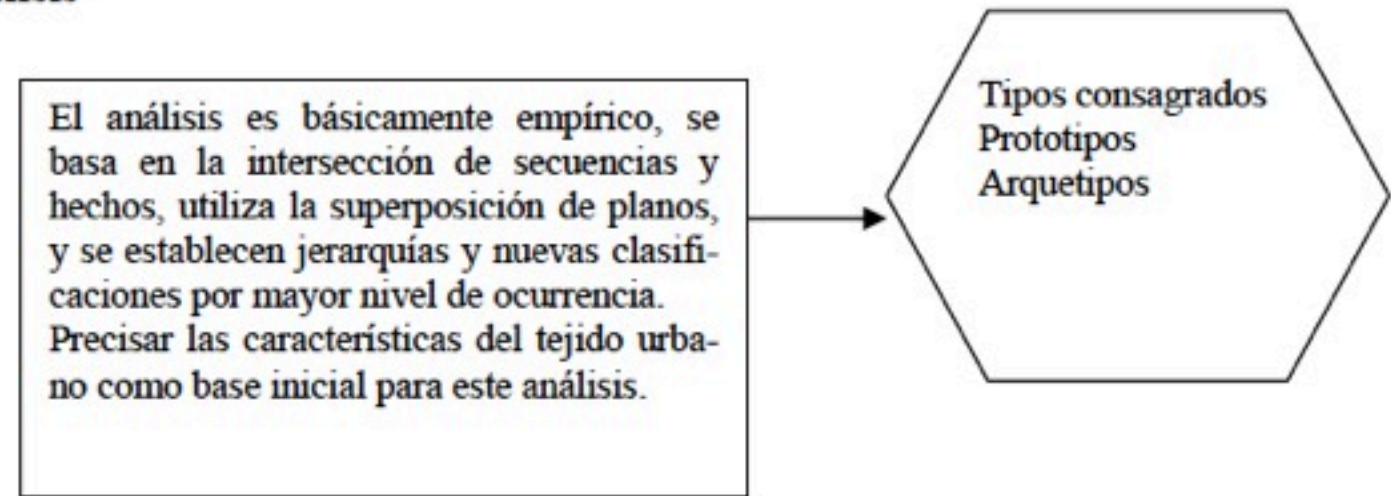 El análisis es básicamente empírico, se
basa en la intersección de secuencias y
hechos, utiliza la superposición de planos,
y se establecen jerarquías y nuevas clasifi-
caciones por mayor nivel de ocurrencia.
Precisar las características del tejido urba-
no como base inicial para este análisis.
Tipos consagrados
Prototipos
Arquetipos